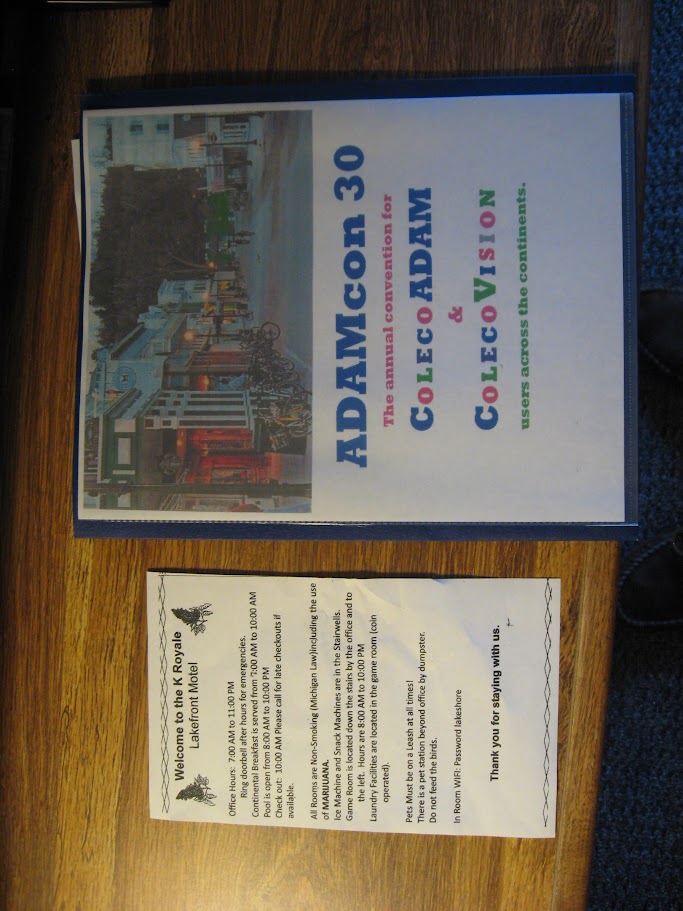 ADAMcon 30
The annual convention for
COLECOADAM
&
COLECOVISION
users across the continents.
Welcome to the K Royale
Lakefront Motel
Office Hours: 7:00 AM to 11:00 PM
Ring doorbell after hours for emergencies.
Continental Breakfast is served from 7:00 AM to 10:00 AM
Pool is open from 8:00 AM to 10:00 PM
Check out: 10:00 AM Please call for late checkouts if
available.
All Rooms are Non-Smoking (Michigan Law)including the use
of MARIJUANA.
Ice Machine and Snack Machines are in the Stairwells.
Game Room is located down the stairs by the office and to
the left. Hours are 8:00 AM to 10:00 PM
Laundry Facilities are located in the game room (coin
operated).
Pets Must be on a Leash at all times!
There is a pet station beyond office by dumpster.
Do not feed the birds.
In Room WIFI: Password lakeshore
Thank you for staying with us.